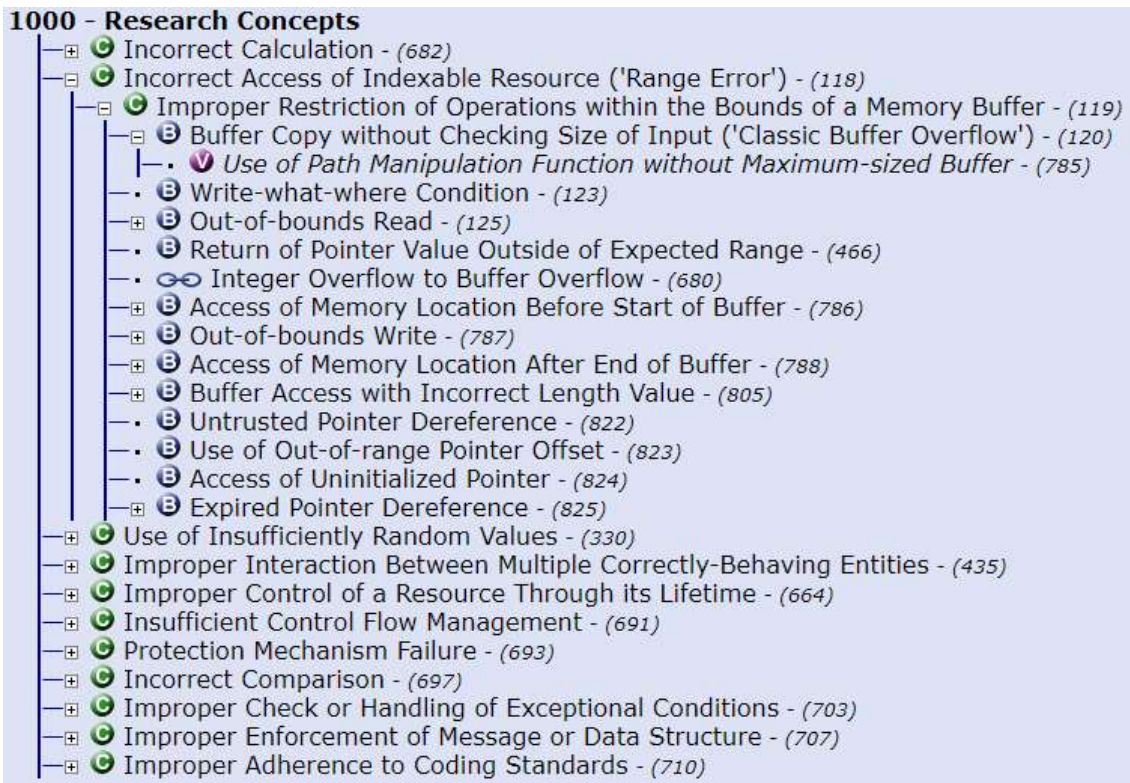 1000 - Research Concepts
C Incorrect Calculation - (682)
C Incorrect Access of Indexable Resource ('Range Error') - (118)
C Improper Restriction of Operations within the Bounds of a Memory Buffer - (119)
B Buffer Copy without Checking Size of Input ('Classic Buffer Overflow') - (120)
V Use of Path Manipulation Function without Maximum-sized Buffer - (785)
B Write-what-where Condition - (123)
B Out-of-bounds Read - (125)
B Return of Pointer Value Outside of Expected Range - (466)
Integer Overflow to Buffer Overflow - (680)
B Access of Memory Location Before Start of Buffer - (786)
B Out-of-bounds Write - (787)
B Access of Memory Location After End of Buffer - (788)
B Buffer Access with Incorrect Length Value - (805)
B Untrusted Pointer Dereference - (822)
B Use of Out-of-range Pointer Offset - (823)
B Access of Uninitialized Pointer - (824)
B Expired Pointer Dereference - (825)
C Use of Insufficiently Random Values - (330)
C Improper Interaction Between Multiple Correctly-Behaving Entities - (435)
C Improper Control of a Resource Through its Lifetime - (664)
C Insufficient Control Flow Management - (691)
C Protection Mechanism Failure - (693)
C Incorrect Comparison - (697)
C Improper Check or Handling of Exceptional Conditions - (703)
C Improper Enforcement of Message or Data Structure - (707)
C Improper Adherence to Coding Standards - (710)